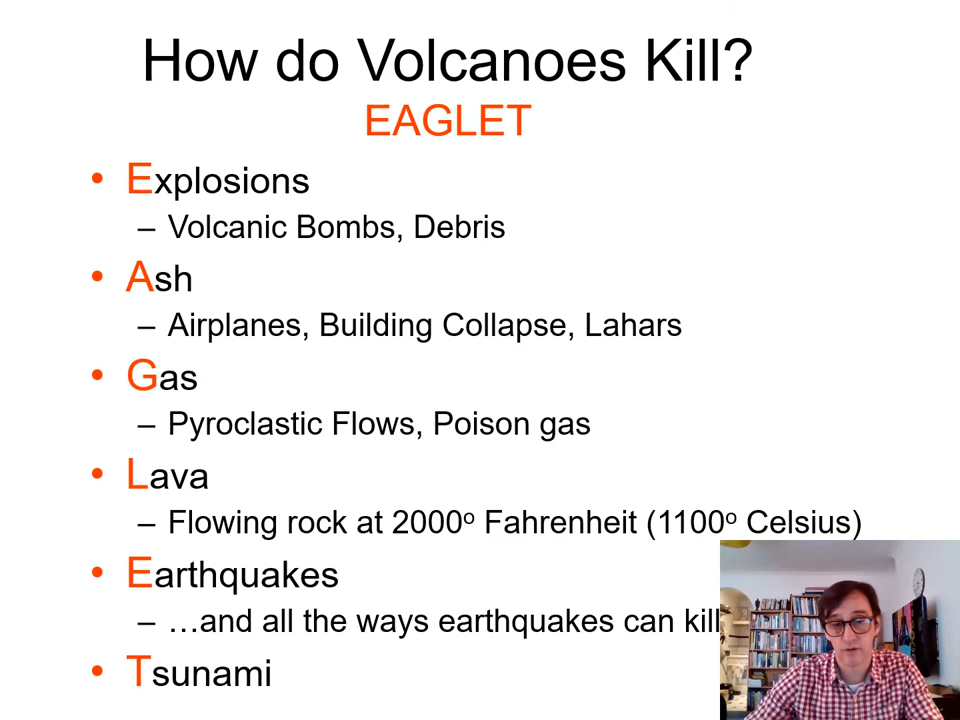 How do Volcanoes Kill?
EAGLET
• Explosions
– Volcanic Bombs, Debris
• Ash
– Airplanes, Building Collapse, Lahars
• Gas
– Pyroclastic Flows, Poison gas
• Lava
– Flowing rock at 2000º Fahrenheit (1100º Celsius)
• Earthquakes
– …and all the ways earthquakes can kill
• Tsunami